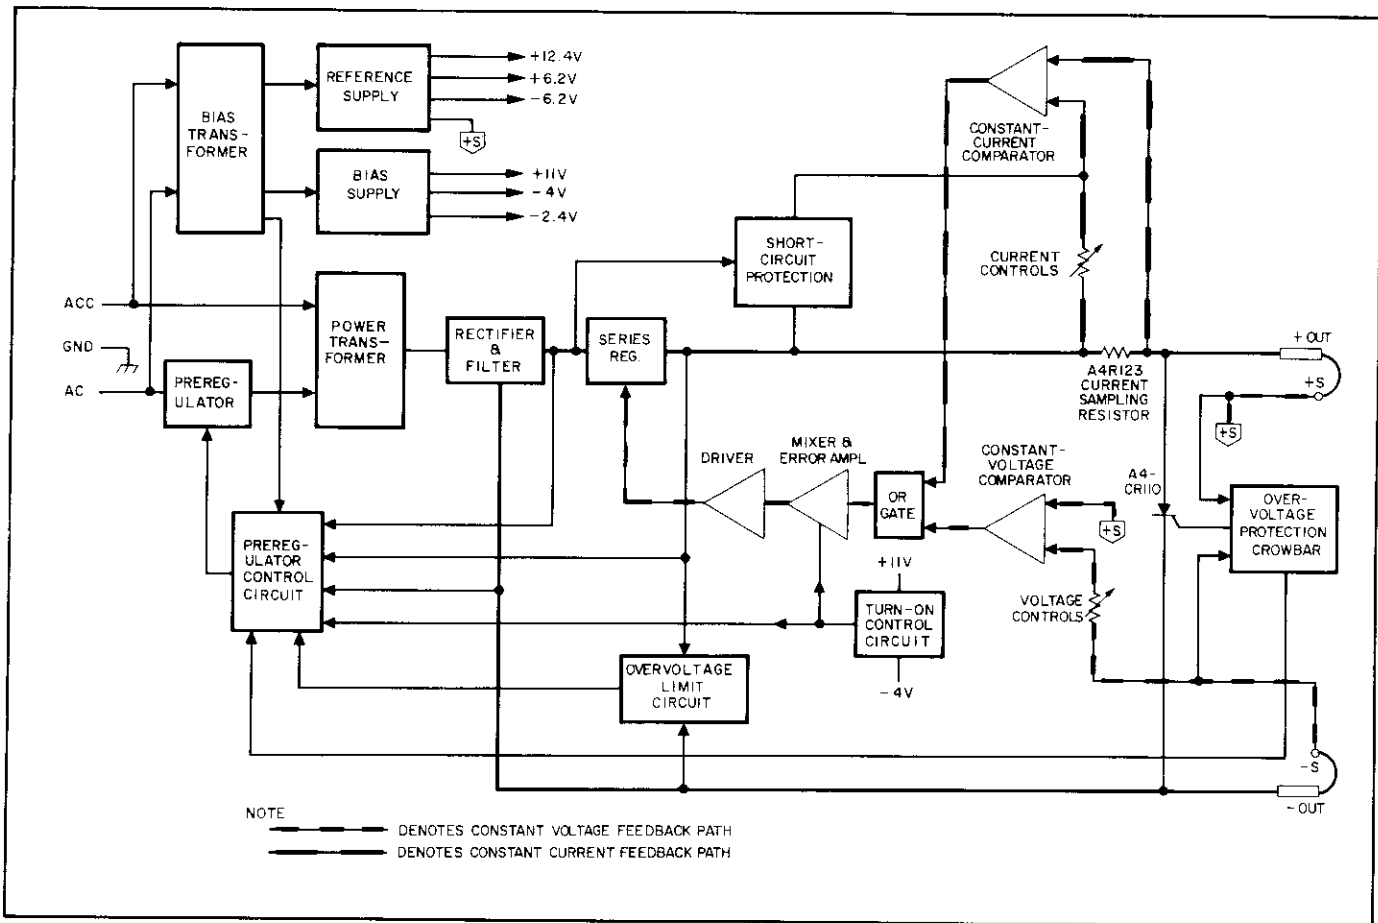 BIAS
TRANS-
FORMER
REFERENCE
SUPPLY
+12.4V
+6.2V
-6.2V
+S
BIAS
SUPPLY
+11V
-4V
-2.4V
CONSTANT-
CURRENT
COMPARATOR
SHORT-
CIRCUIT
PROTECTION
CURRENT
CONTROLS
ACC
GND
AC
POWER
TRANS-
FORMER
RECTIFIER
&
FILTER
SERIES
REG.
PREREG-
ULATOR
A4R123
CURRENT
SAMPLING
RESISTOR
+OUT
+S
+S
DRIVER
MIXER &
ERROR AMPL
OR
GATE
CONSTANT-
VOLTAGE
COMPARATOR
+S
A4-
CR110
OVER-
VOLTAGE
PROTECTION
CROWBAR
PREREG-
ULATOR
CONTROL
CIRCUIT
+11V
TURN-ON
CONTROL
CIRCUIT
-4V
VOLTAGE
CONTROLS
OVERVOLTAGE
LIMIT
CIRCUIT
-S
-OUT
NOTE
DENOTES CONSTANT VOLTAGE FEEDBACK PATH
DENOTES CONSTANT CURRENT FEEDBACK PATH